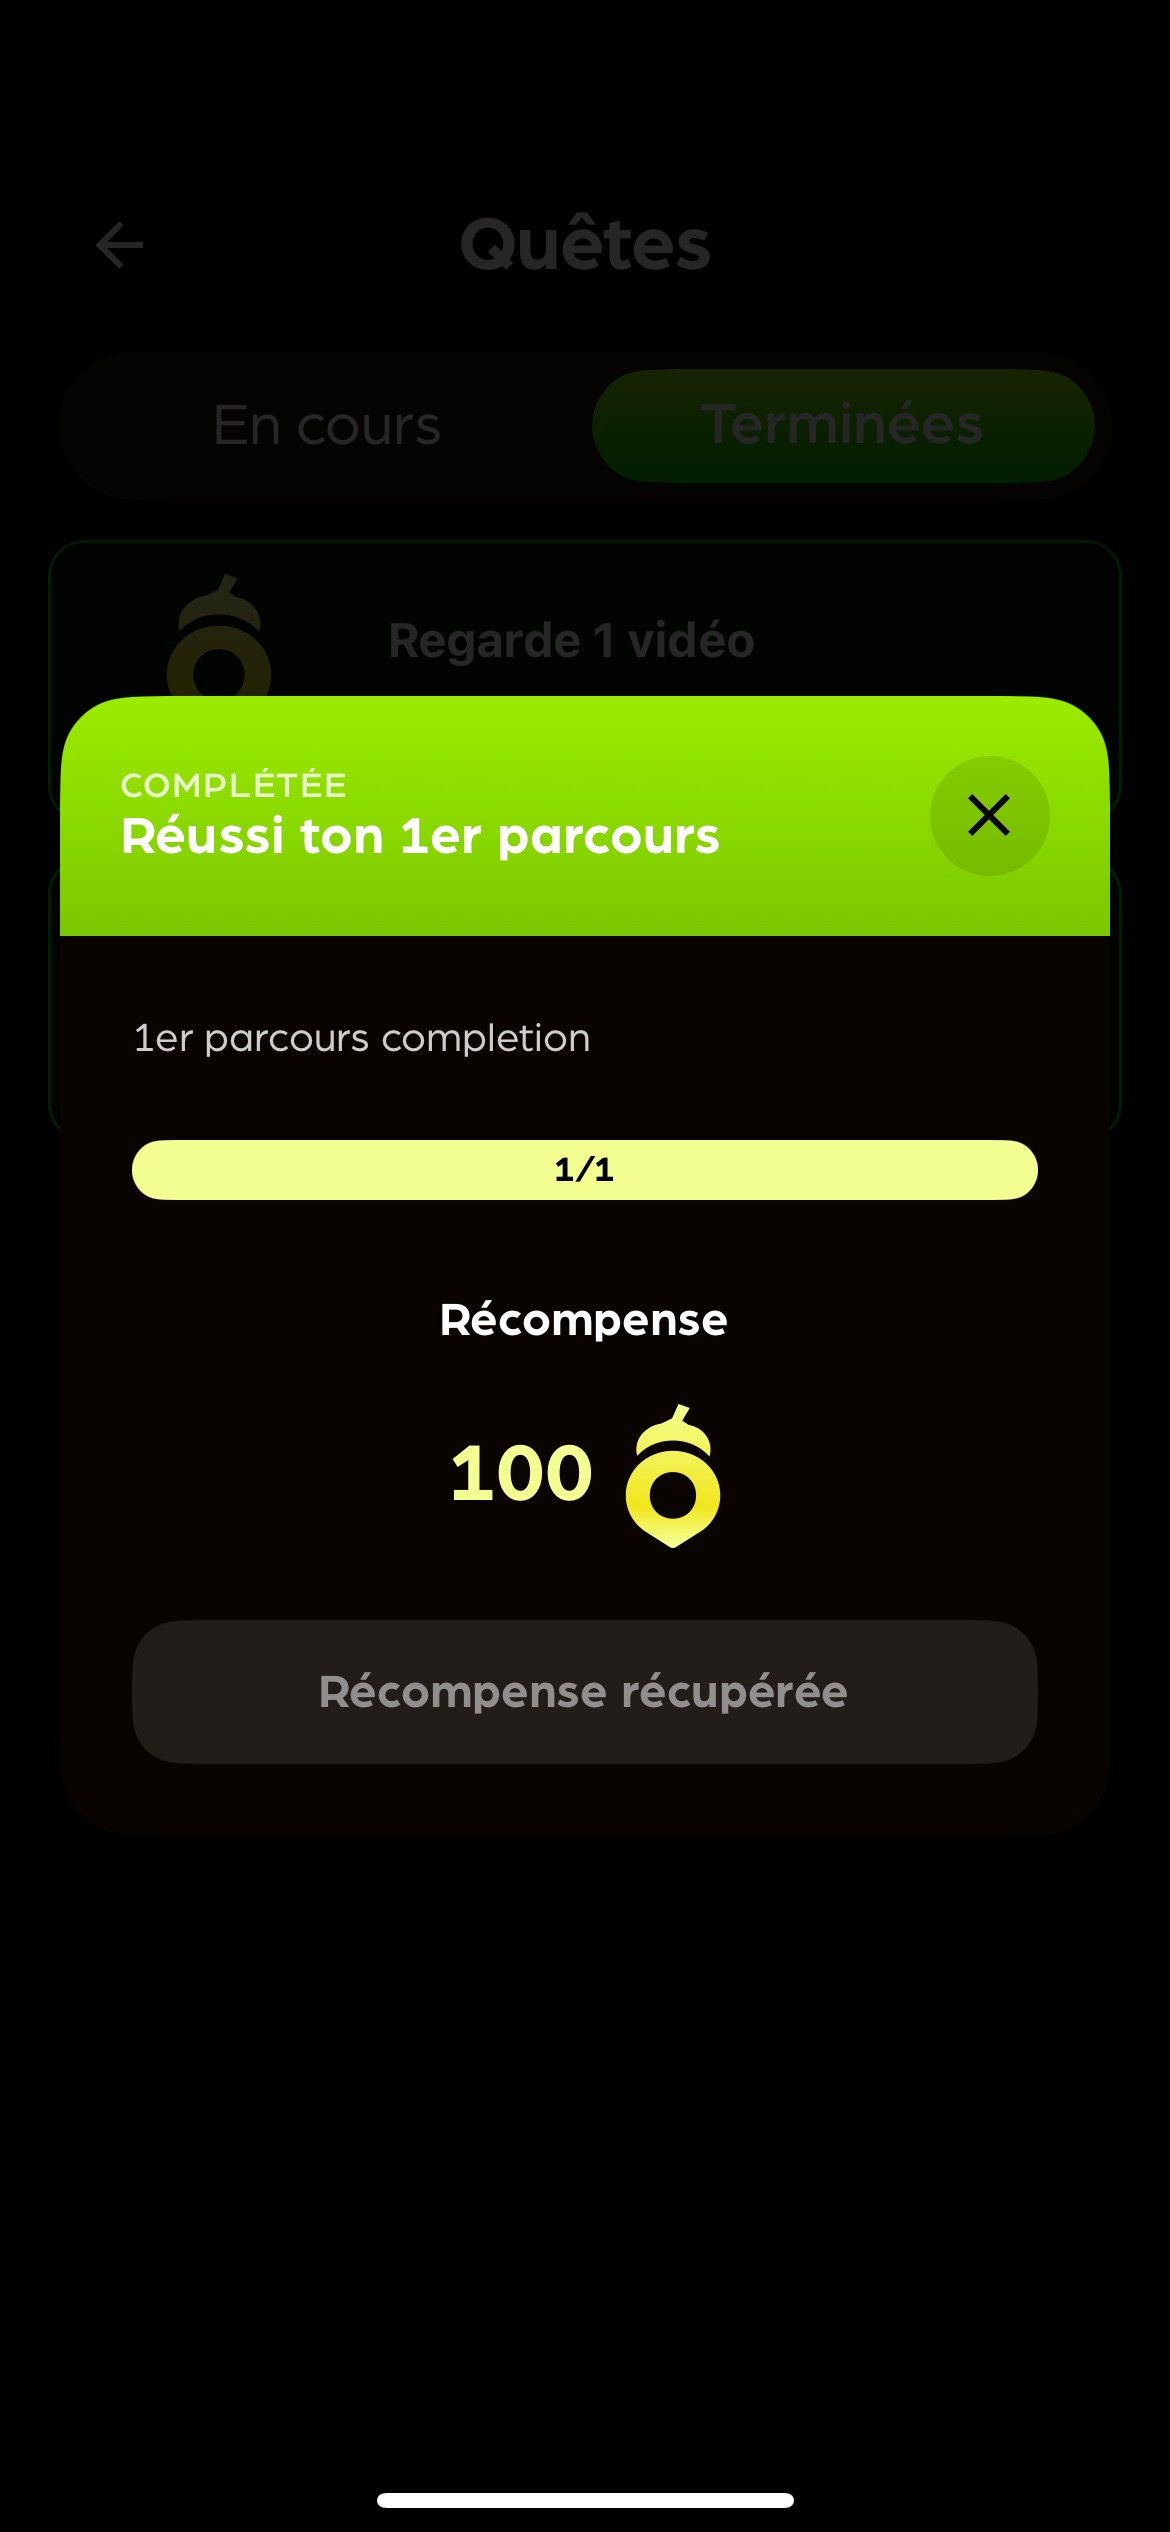 Quêtes
En cours
Terminées
Regarde 1 vidéo
COMPLÉTÉE
Réussi ton 1er parcours
1er parcours completion
1/1
Récompense
100
Récompense récupérée